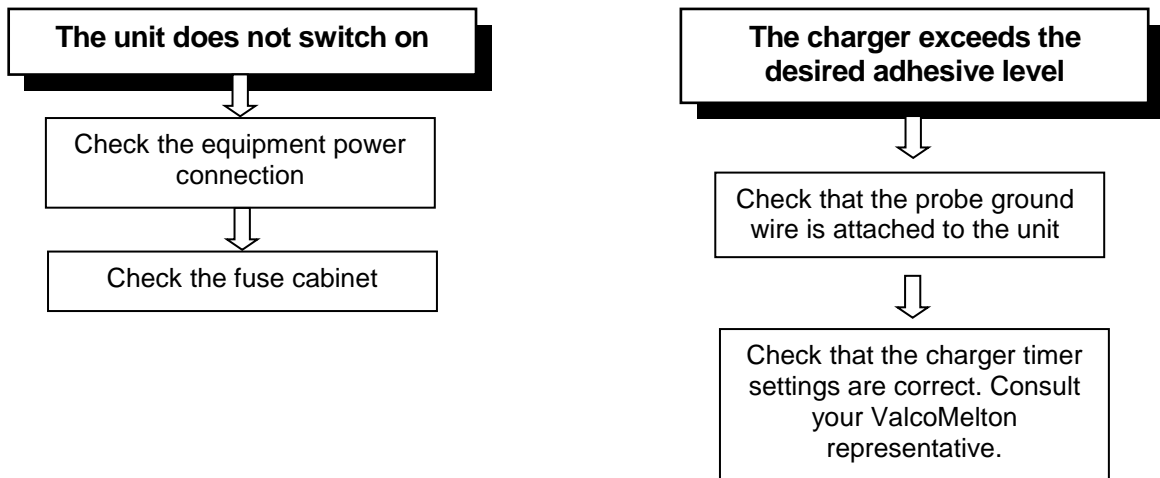 The unit does not switch on
Check the equipment power
connection
Check the fuse cabinet
The charger exceeds the
desired adhesive level
Check that the probe ground
wire is attached to the unit
Check that the charger timer
settings are correct. Consult
your ValcoMelton
representative.